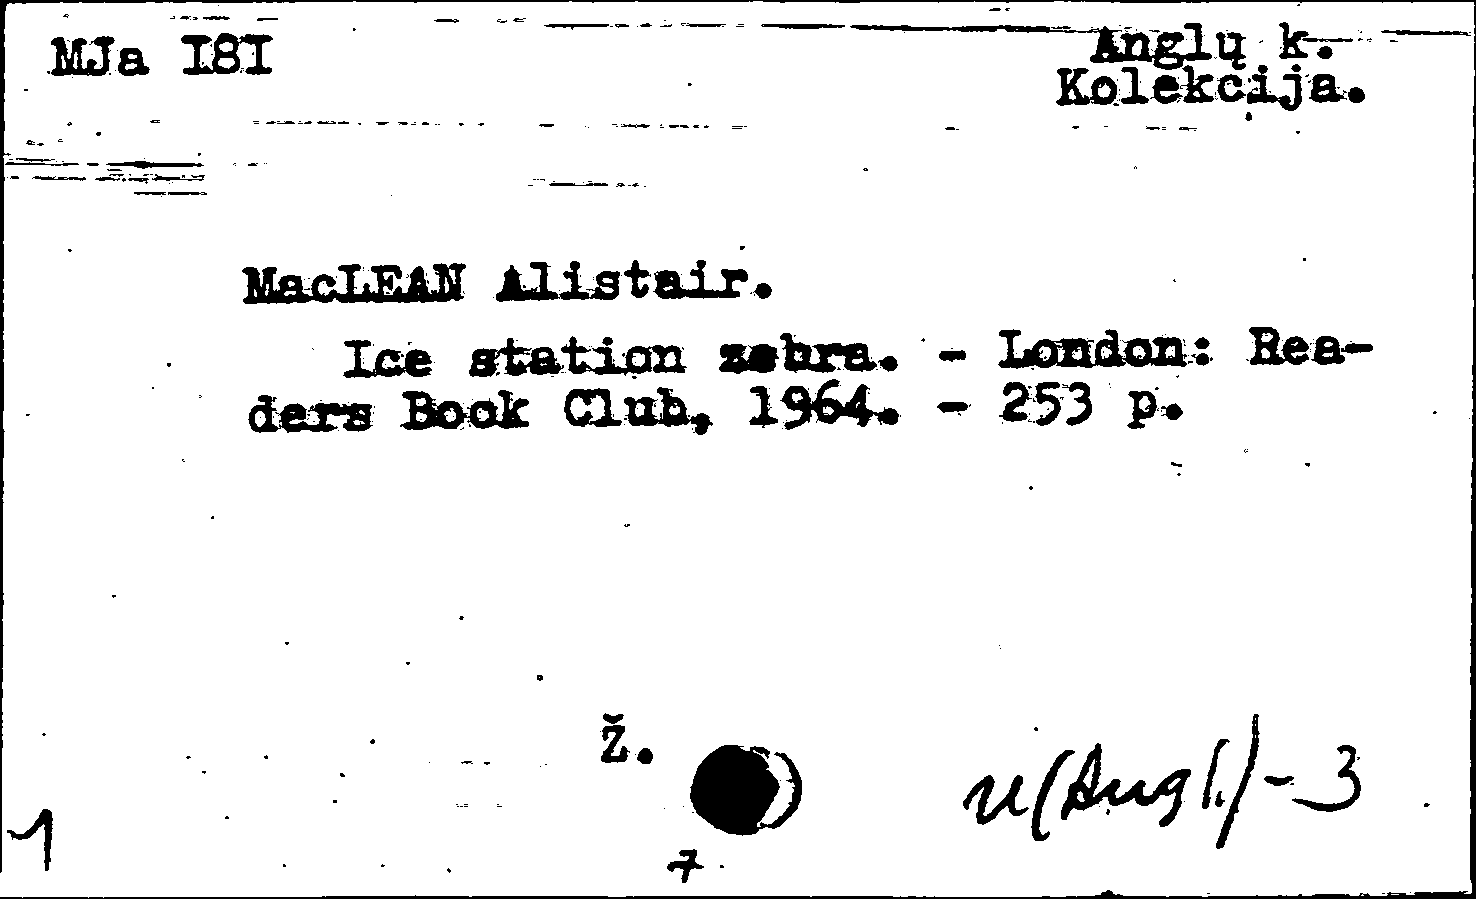 MJa I8I
Anglų k.
Kolekcija.
MacLEAN Alistair.
Ice station zebra. - London: Rea-
ders Book Club, 1964. - 253 p.
Ž.
и(Angl.)-3
1
7